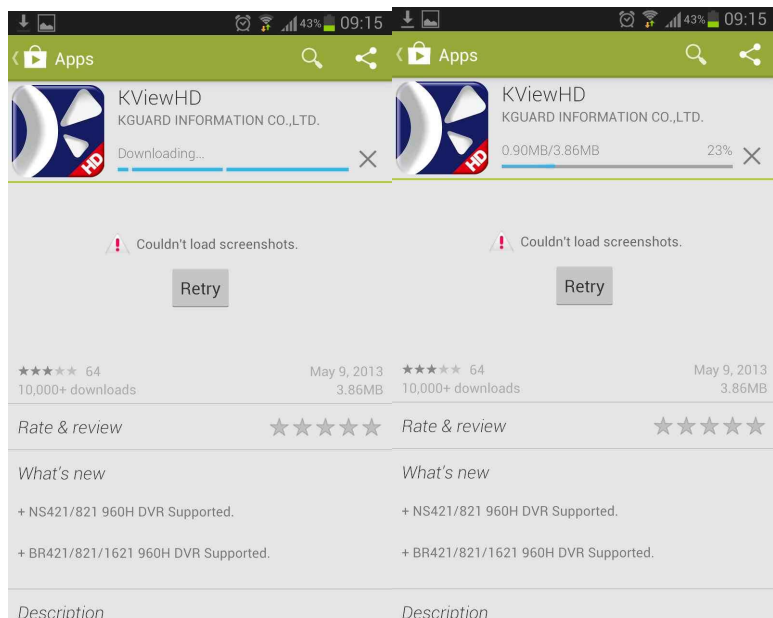 43% 09:15
Apps
KViewHD
KGUARD INFORMATION CO.,LTD.
Downloading...
HD
Couldn't load screenshots.
Retry
64 May 9, 2013
10,000+ downloads 3.86MB
Rate & review
What's new
+ NS421/821 960H DVR Supported.
+ BR421/821/1621 960H DVR Supported.
Description
43% 09:15
Apps
KViewHD
KGUARD INFORMATION CO.,LTD.
0.90MB/3.86MB 23%
HD
Couldn't load screenshots.
Retry
64 May 9, 2013
10,000+ downloads 3.86MB
Rate & review
What's new
+ NS421/821 960H DVR Supported.
+ BR421/821/1621 960H DVR Supported.
Description